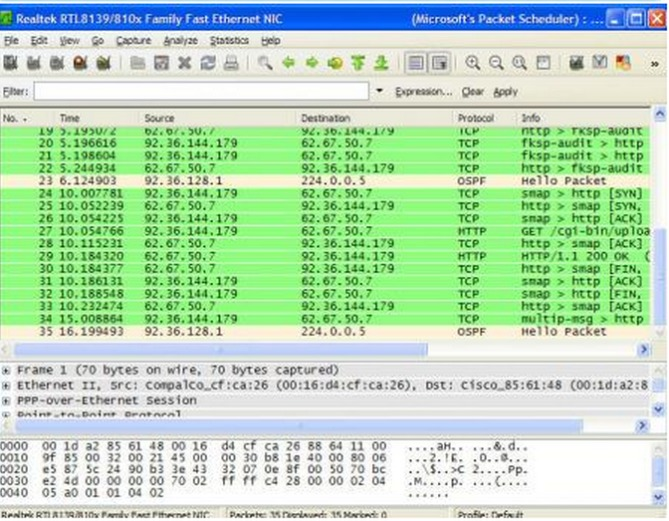 Realtek RTL8139/810x Family Fast Ethernet NIC (Microsoft's Packet Scheduler) : ...
File Edit View Go Capture Analyze Statistics Help
Filter: Expression... Clear Apply
No. . Time Source Destination Protocol Info
19 5.195072 62.67.50.7 92.36.144.179 TCP http > fksp-audit
20 5.196616 92.36.144.179 62.67.50.7 TCP fksp-audit > http
21 5.198604 92.36.144.179 62.67.50.7 TCP fksp-audit > http
22 5.244934 62.67.50.7 92.36.144.179 TCP http > fksp-audit
23 6.124903 92.36.128.1 224.0.0.5 OSPF Hello Packet
24 10.007781 92.36.144.179 62.67.50.7 TCP smap > http [SYN]
25 10.052239 62.67.50.7 92.36.144.179 TCP http > smap [SYN,
26 10.054225 92.36.144.179 62.67.50.7 TCP smap > http [ACK]
27 10.054766 92.36.144.179 62.67.50.7 HTTP GET /cgi-bin/uploa
28 10.115231 62.67.50.7 92.36.144.179 TCP http > smap [ACK]
29 10.184320 62.67.50.7 92.36.144.179 HTTP HTTP/1.1 200 OK (
30 10.184377 62.67.50.7 92.36.144.179 TCP http > smap [FIN,
31 10.186131 92.36.144.179 62.67.50.7 TCP smap > http [ACK]
32 10.188548 92.36.144.179 62.67.50.7 TCP smap > http [FIN,
33 10.232474 62.67.50.7 92.36.144.179 TCP http > smap [ACK]
34 15.008864 92.36.144.179 62.67.50.7 TCP multip-msg > http
35 16.199493 92.36.128.1 224.0.0.5 OSPF Hello Packet
Frame 1 (70 bytes on wire, 70 bytes captured)
Ethernet II, Src: CompalCo_cf:ca:26 (00:16:d4:cf:ca:26), Dst: Cisco_85:61:48 (00:1d:a2:8
PPP-over-Ethernet Session
Point-to-Point Protocol
0000 00 1d a2 85 61 48 00 16 d4 cf ca 26 88 64 11 00 ....aH.. ...&.d..
0010 9f 85 00 32 00 21 45 00 00 30 b8 1e 40 00 80 06 ...2.!E. .0..@...
0020 e5 87 5c 24 90 b3 3e 43 32 07 0e 8f 00 50 70 bc ..\$..>C 2....Pp.
0030 e2 4d 00 00 00 00 70 02 ff ff c4 28 00 00 02 04 .M....p. ...(....
0040 05 a0 01 01 04 02 ......
Realtek RTL8139/810x Family Fast Ethernet NIC Packets: 35 Displayed: 35 Marked: 0 Profile: Default